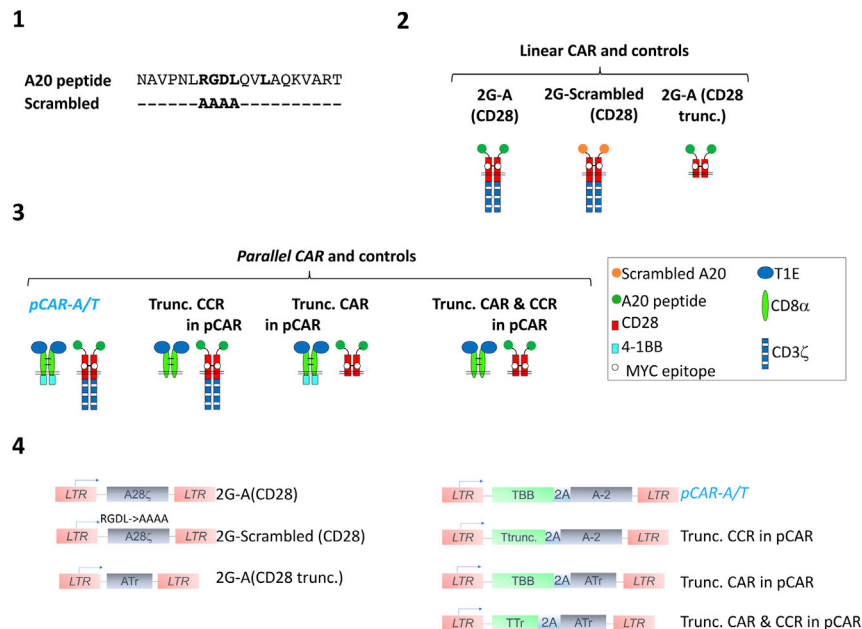 1
A20 peptide NAVPNLRGDLQVLAQKVART
Scrambled ------AAAA----------
2
Linear CAR and controls
2G-A
(CD28)
2G-Scrambled
(CD28)
2G-A (CD28
trunc.)
3
Parallel CAR and controls
pCAR-A/T
Trunc. CCR
in pCAR
Trunc. CAR
in pCAR
Trunc. CAR & CCR
in pCAR
Scrambled A20
A20 peptide
CD28
4-1BB
MYC epitope
T1E
CD8α
CD3ζ
4
LTR A28ζ LTR 2G-A(CD28)
RGDL->AAAA
LTR A28ζ LTR 2G-Scrambled (CD28)
LTR ATr LTR 2G-A(CD28 trunc.)
LTR TBB 2A A-2 LTR pCAR-A/T
LTR Ttrunc. 2A A-2 LTR Trunc. CCR in pCAR
LTR TBB 2A ATr LTR Trunc. CAR in pCAR
LTR TTr 2A ATr LTR Trunc. CAR & CCR in pCAR